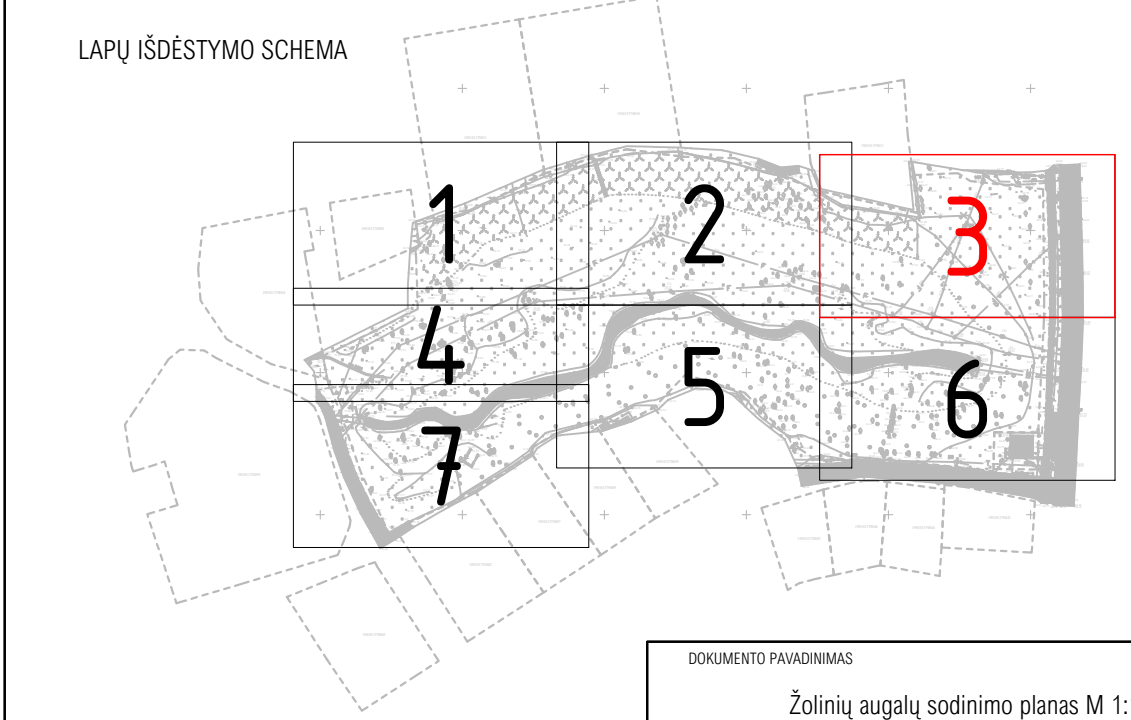 LAPŲ IŠDĖSTYMO SCHEMA
1
2
3
4
5
6
7
DOKUMENTO PAVADINIMAS
Žolinių augalų sodinimo planas M 1: